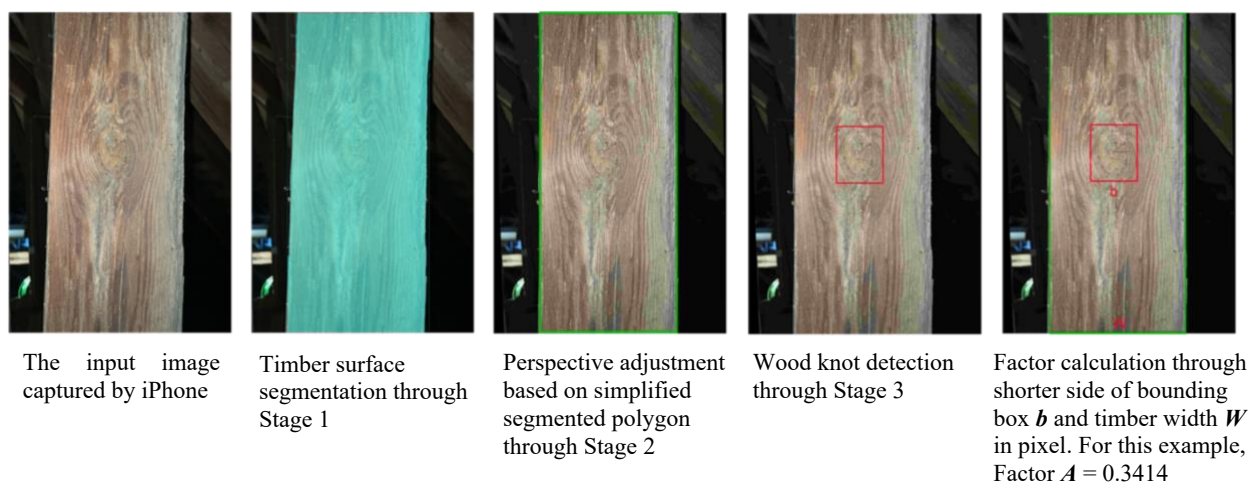 b
The input image
captured by iPhone
Timber surface
segmentation through
Stage 1
Perspective adjustment
based on simplified
segmented polygon
through Stage 2
Wood knot detection
through Stage 3
Factor calculation through
shorter side of bounding
box b and timber width W
in pixel. For this example,
Factor A = 0.3414